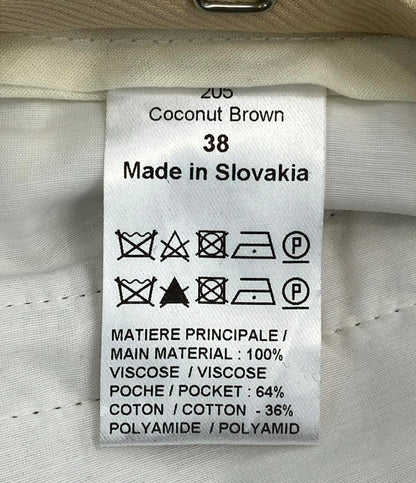 205
Coconut Brown
38
Made in Slovakia
P
P
MATIERE PRINCIPALE /
MAIN MATERIAL : 100%
VISCOSE / VISCOSE
POCHE / POCKET : 64%
COTON / COTTON - 36%
POLYAMIDE / POLYAMID